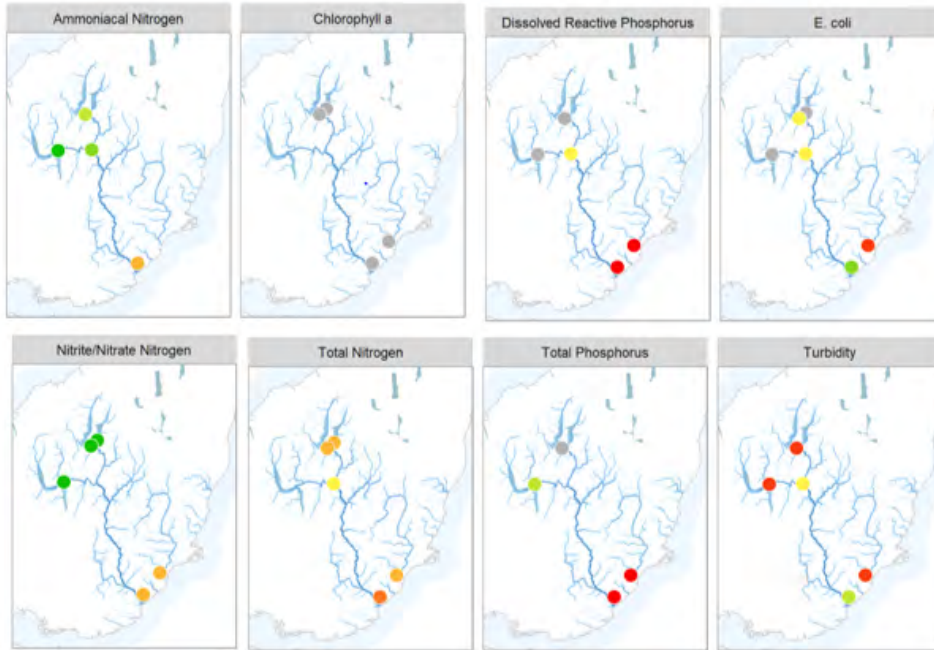 Ammoniacal Nitrogen
Chlorophyll a
Dissolved Reactive Phosphorus
E. coli
Nitrite/Nitrate Nitrogen
Total Nitrogen
Total Phosphorus
Turbidity